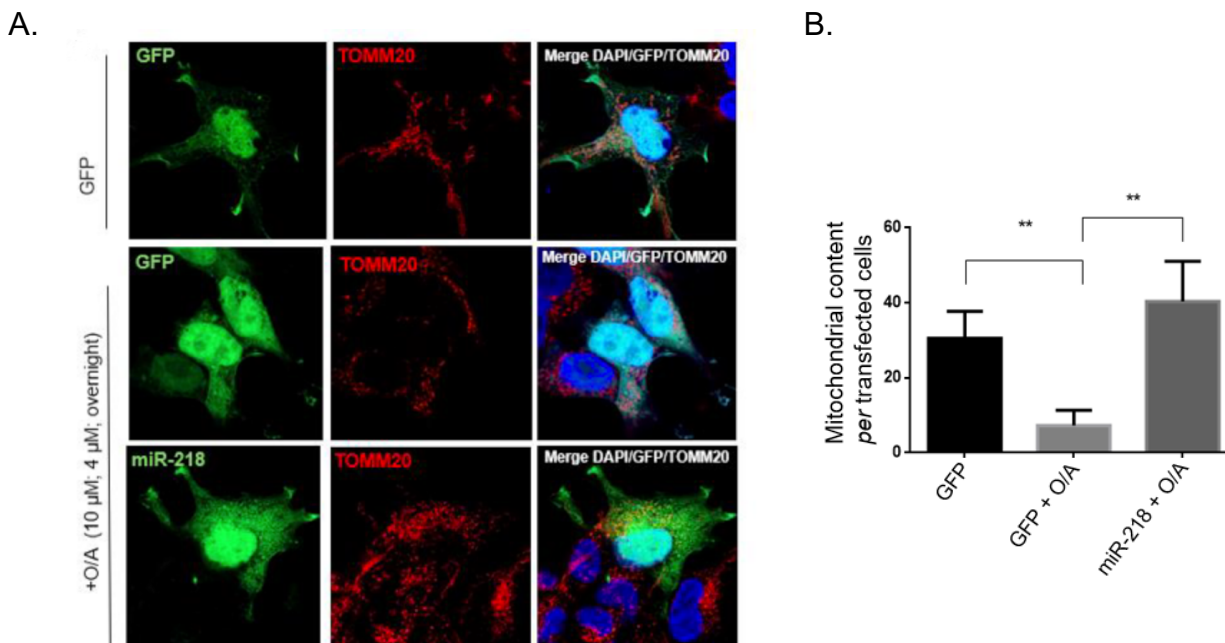 A.
B.
GFP
TOMM20
Merge DAPI/GFP/TOMM20
GFP
GFP
TOMM20
Merge DAPI/GFP/TOMM20
miR-218
TOMM20
Merge DAPI/GFP/TOMM20
+O/A (10 µM; 4 µM; overnight)
Mitochondrial content
per transfected cells
60
40
20
0
**
**
GFP
GFP + O/A
miR-218 + O/A